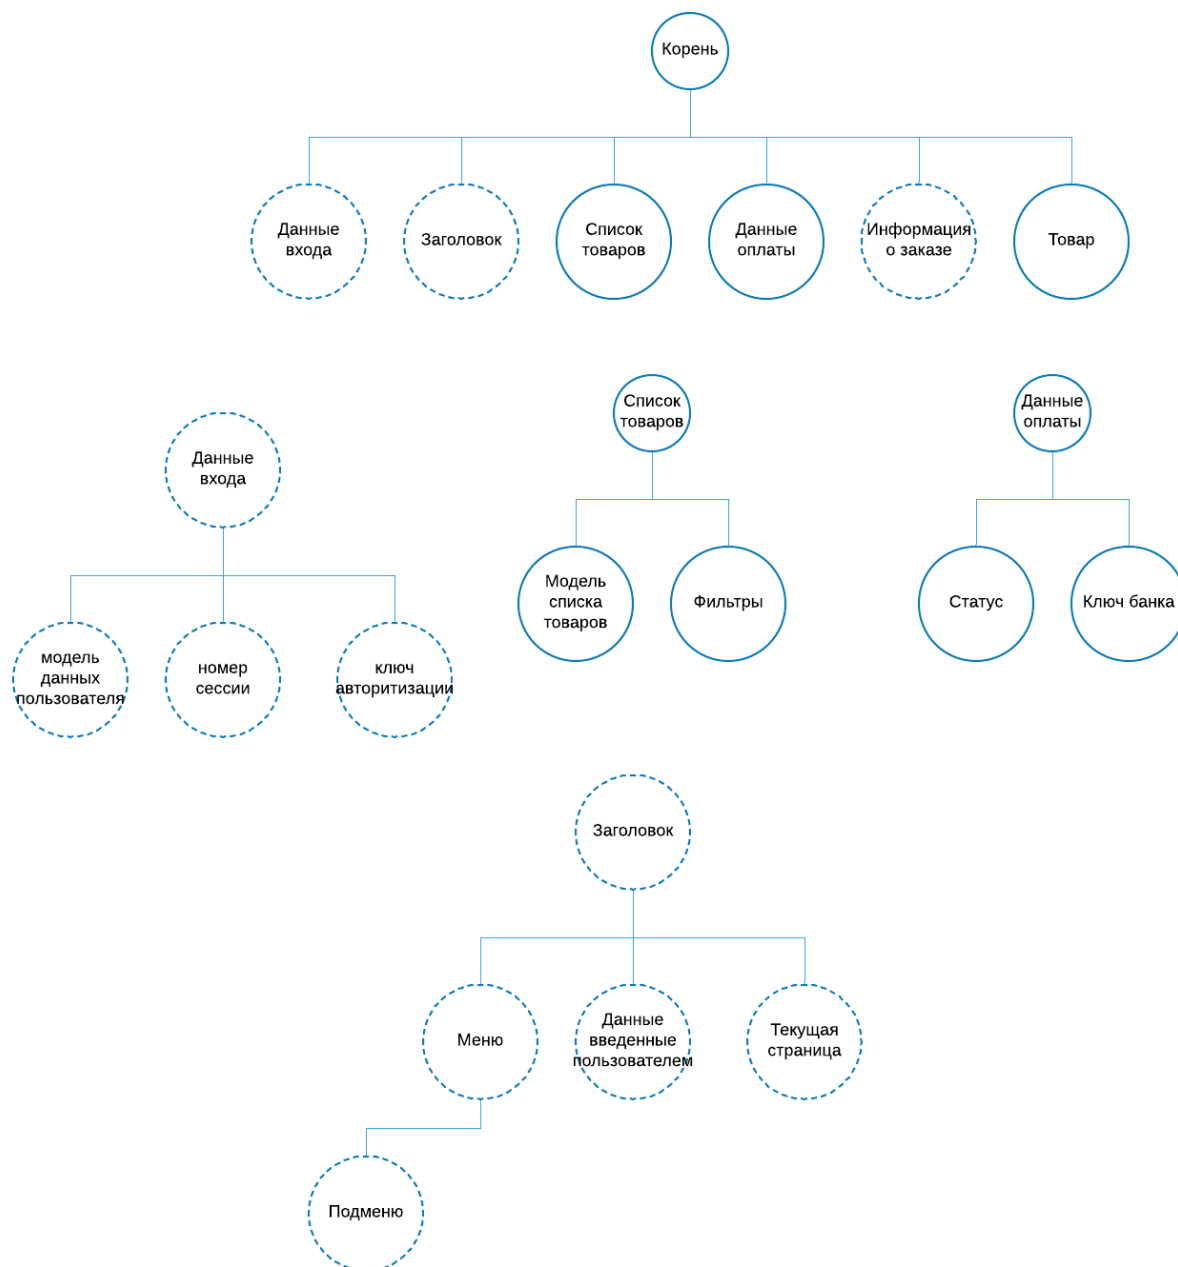 Корень
Данные
входа
Заголовок
Список
товаров
Данные
оплаты
Информация
о заказе
Товар
Данные
входа
Список
товаров
Данные
оплаты
модель
данных
пользователя
номер
сессии
ключ
авторитизации
Модель
списка
товаров
Фильтры
Статус
Ключ банка
Заголовок
Меню
Данные
введенные
пользователем
Текущая
страница
Подменю